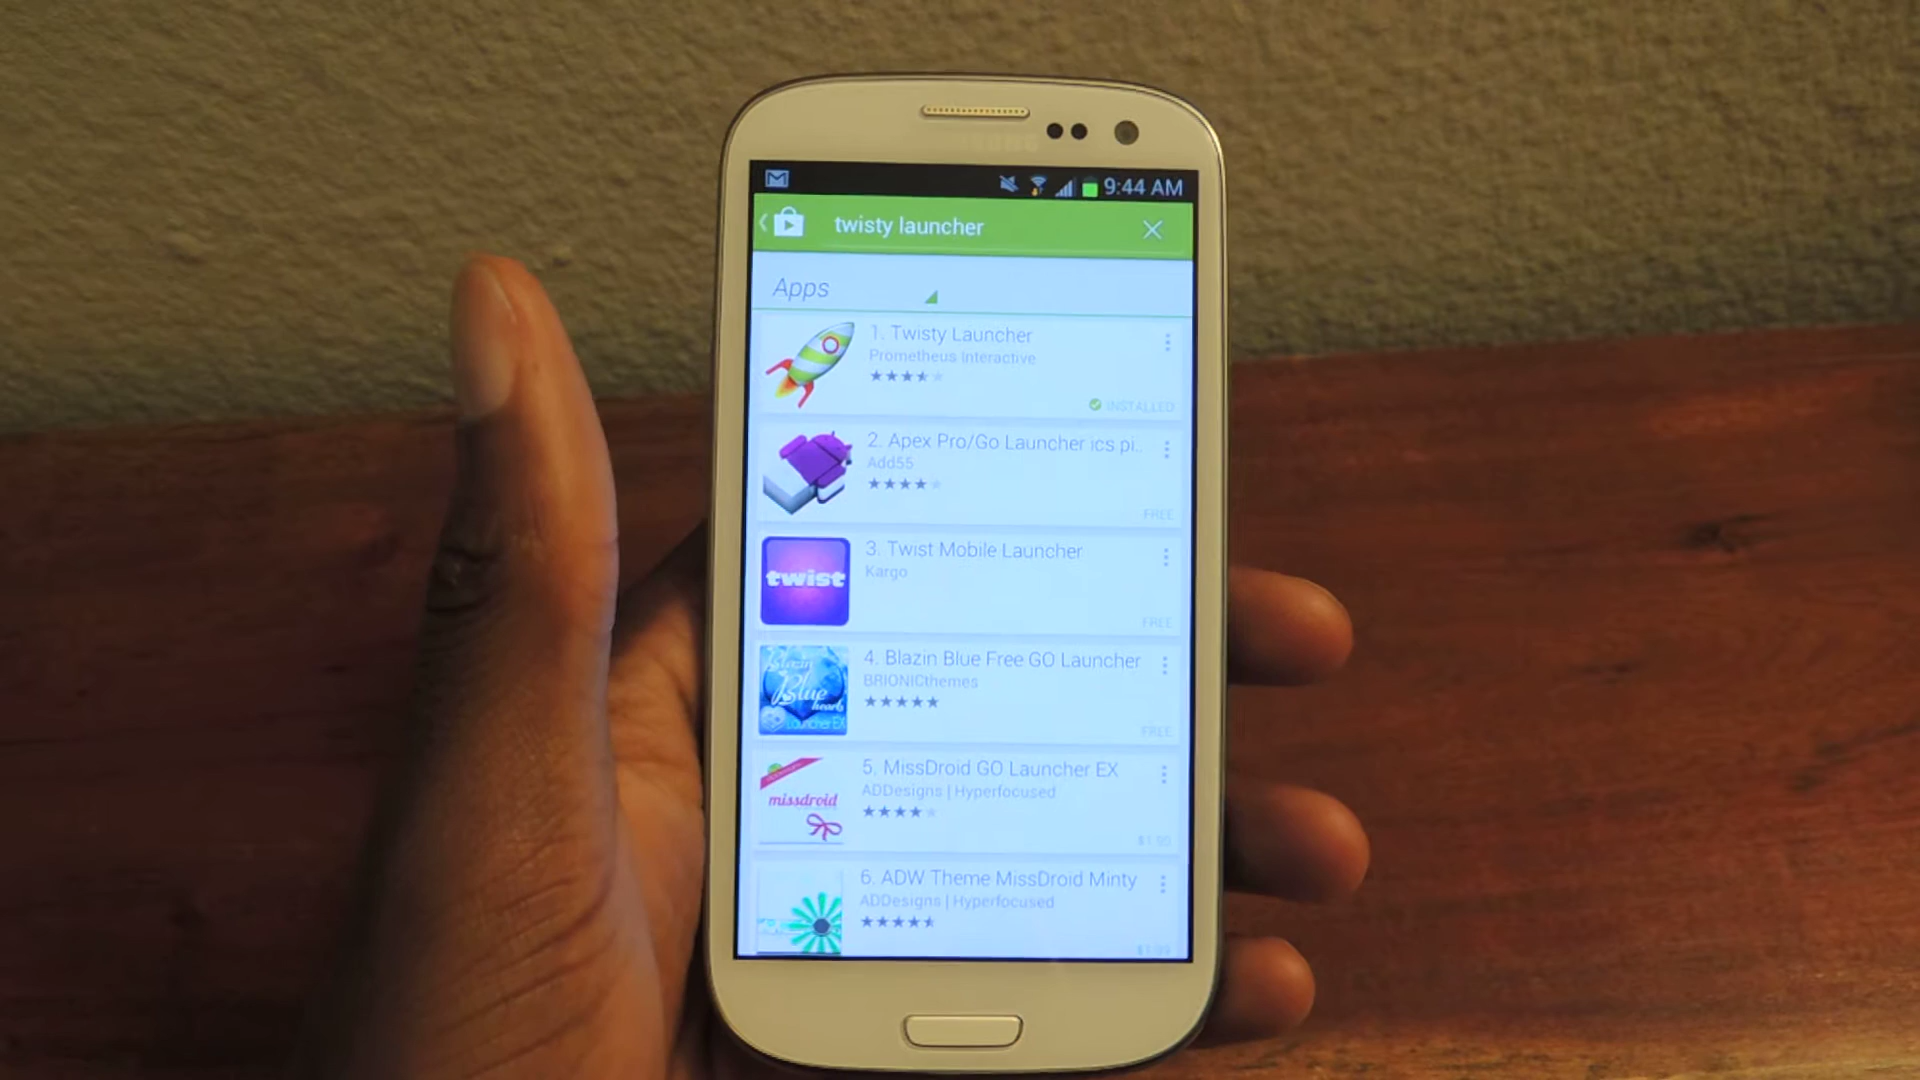 9:44 AM
twisty launcher
Apps
1. Twisty Launcher
Prometheus Interactive
INSTALLED
2. Apex Pro/Go Launcher ics pi..
Add55
FREE
twist
3. Twist Mobile Launcher
Kargo
FREE
Blazin
Blue
hearts
Launcher EX
4. Blazin Blue Free GO Launcher
BRIONICthemes
FREE
missdroid
5. MissDroid GO Launcher EX
ADDesigns | Hyperfocused
6. ADW Theme MissDroid Minty
ADDesigns | Hyperfocused
$1.99